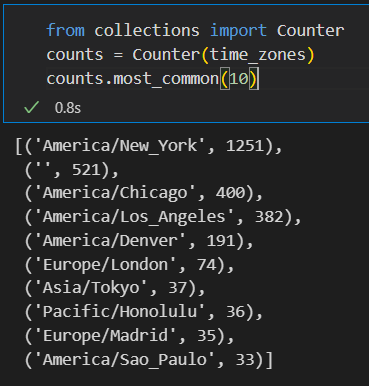 from collections import Counter
counts = Counter(time_zones)
counts.most_common(10)
0.8s
[('America/New_York', 1251),
('', 521),
('America/Chicago', 400),
('America/Los_Angeles', 382),
('America/Denver', 191),
('Europe/London', 74),
('Asia/Tokyo', 37),
('Pacific/Honolulu', 36),
('Europe/Madrid', 35),
('America/Sao_Paulo', 33)]